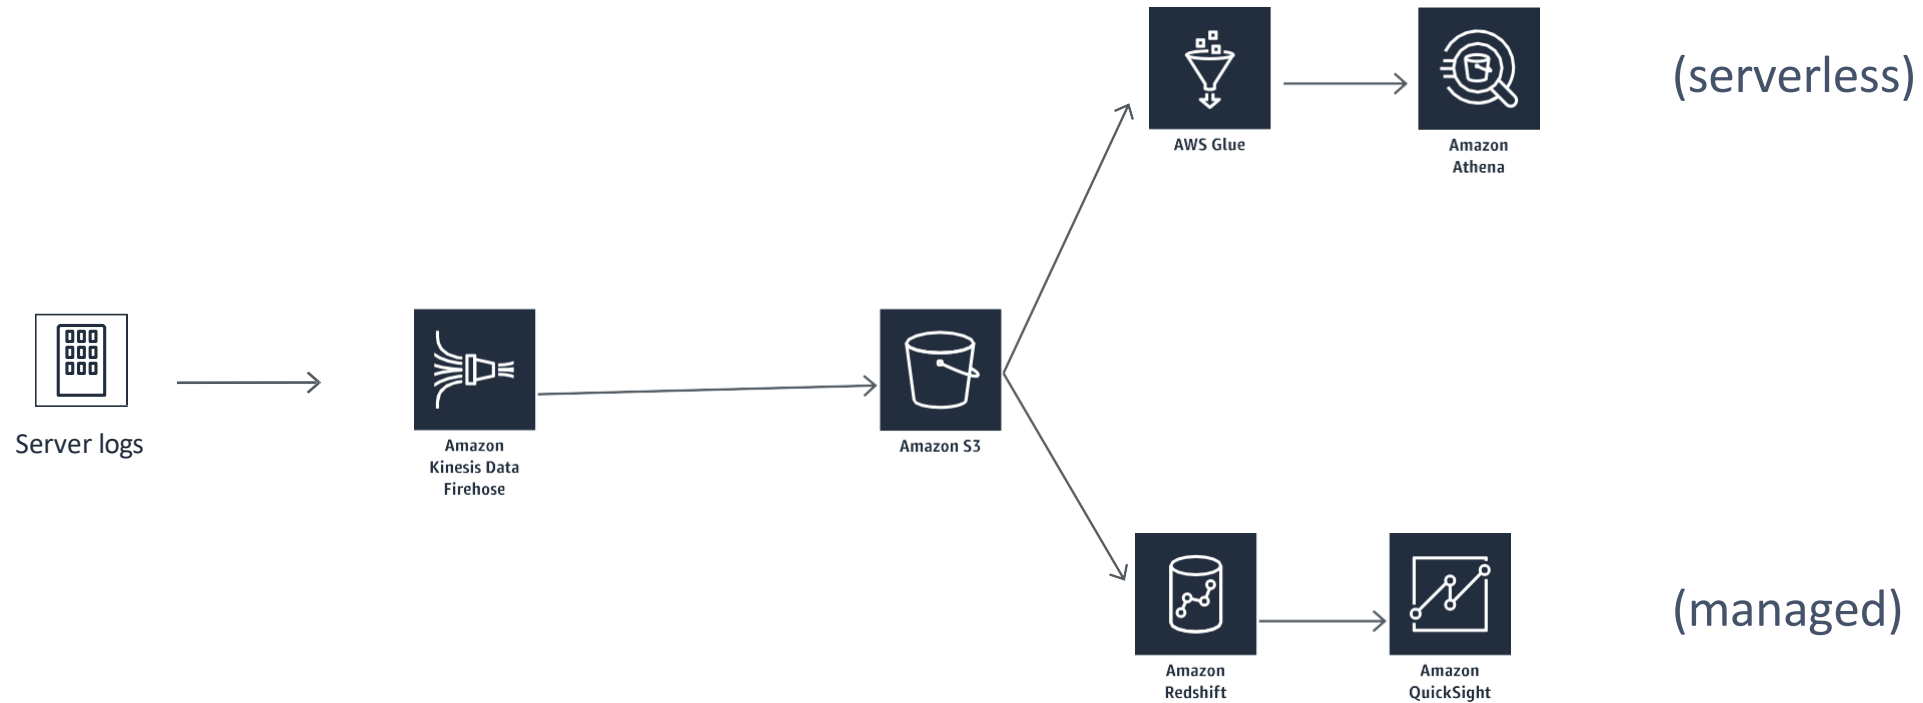 AWS Glue
Amazon
Athena
(serverless)
Server logs
Amazon
Kinesis Data
Firehose
Amazon S3
Amazon
Redshift
Amazon
QuickSight
(managed)